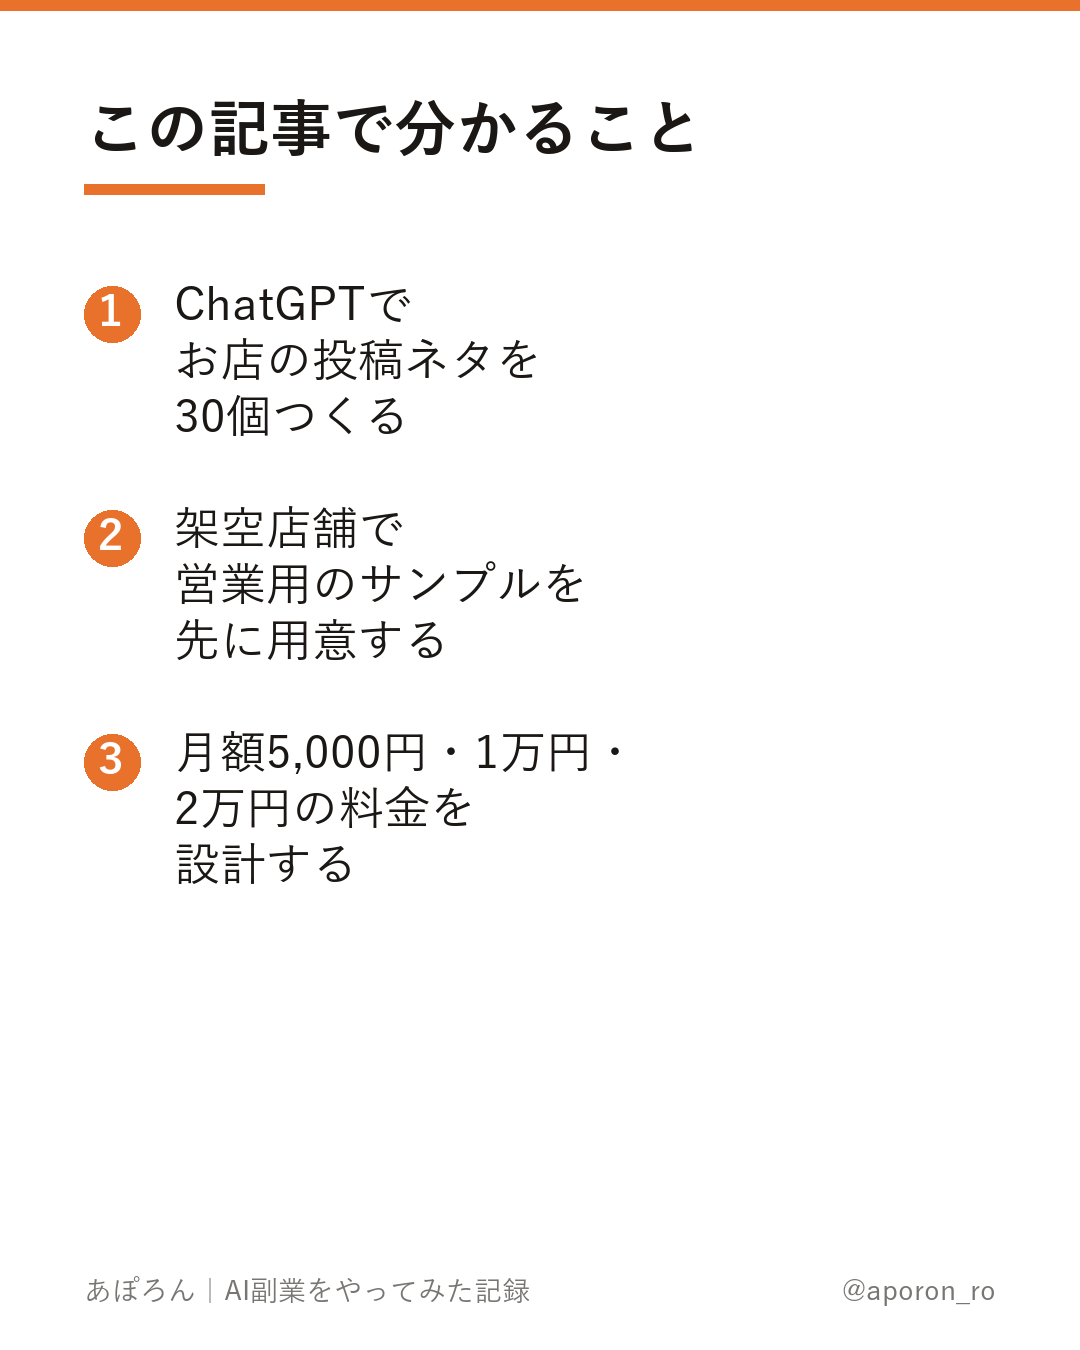 この記事で分かること
1 ChatGPTで
お店の投稿ネタを
30個つくる
2 架空店舗で
営業用のサンプルを
先に用意する
3 月額5,000円・1万円・
2万円の料金を
設計する
あぽろん｜AI副業をやってみた記録
@aporon_ro